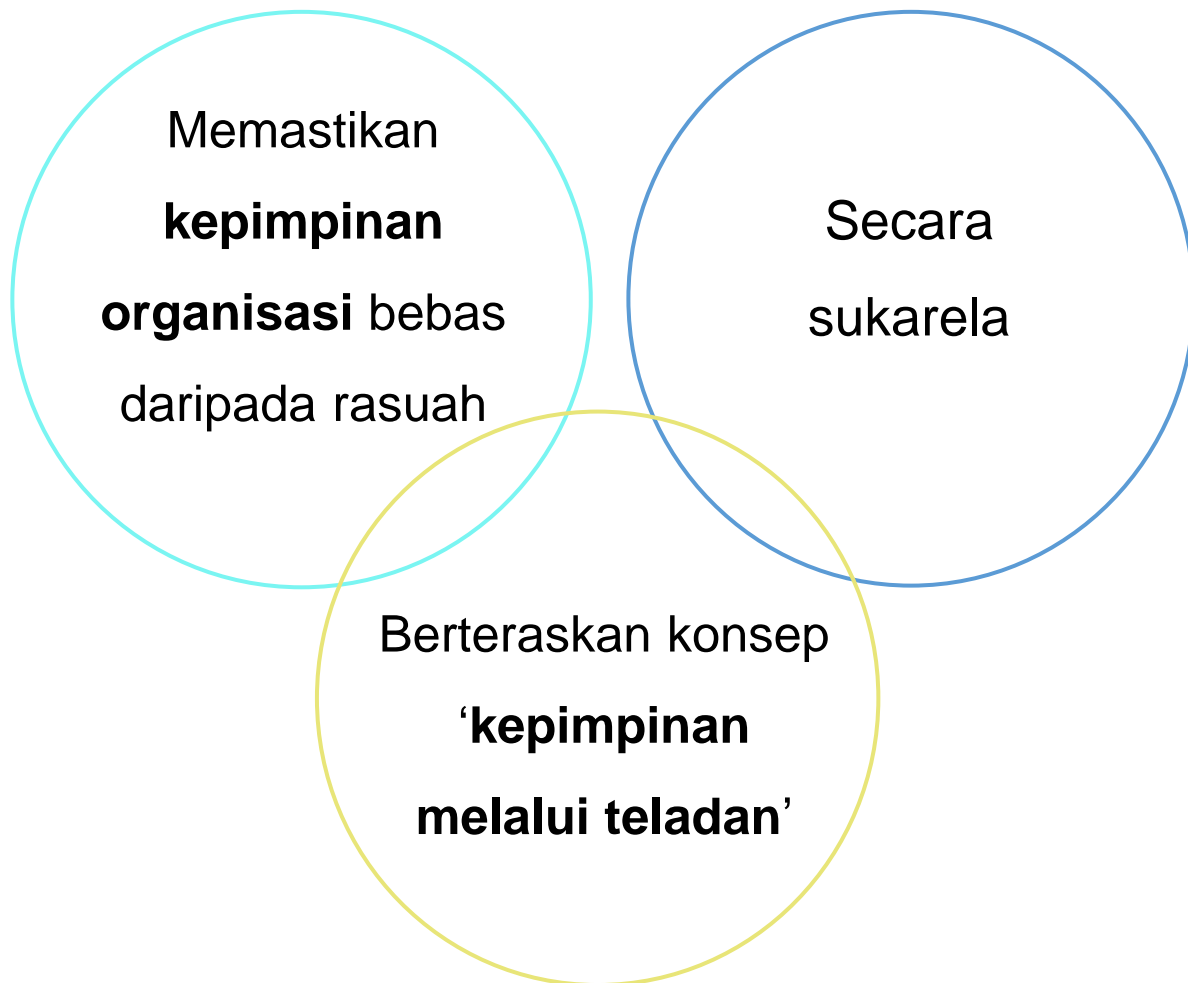 Memastikan
kepimpinan
organisasi bebas
daripada rasuah
Secara
sukarela
Berteraskan konsep
‘kepimpinan
melalui teladan’